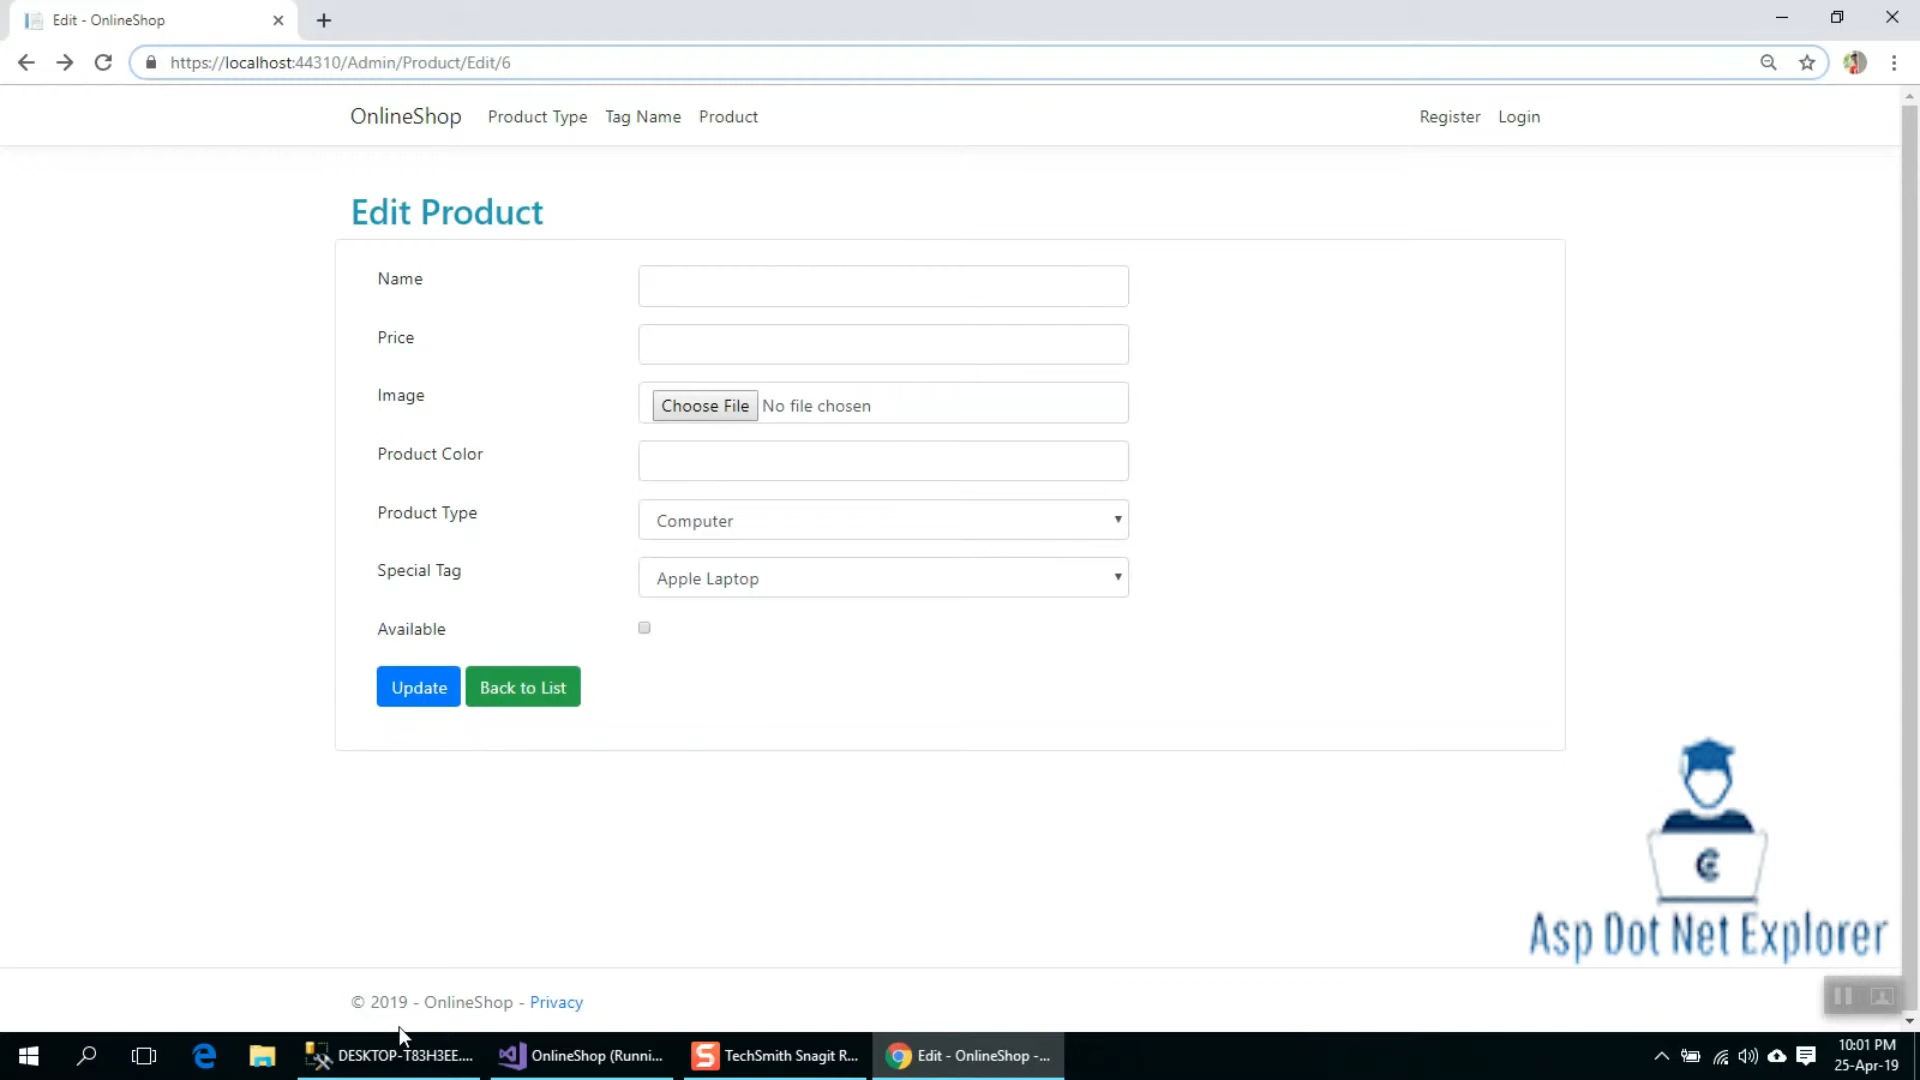 Edit - OnlineShop
https://localhost:44310/Admin/Product/Edit/6
OnlineShop Product Type Tag Name Product Register Login
Edit Product
Name
Price
Image Choose File No file chosen
Product Color
Product Type Computer
Special Tag Apple Laptop
Available
Update Back to List
Asp Dot Net Explorer
© 2019 - OnlineShop - Privacy
DESKTOP-T83H3EE.... OnlineShop (Runni... TechSmith Snagit R... Edit - OnlineShop -... 10:01 PM
25-Apr-19